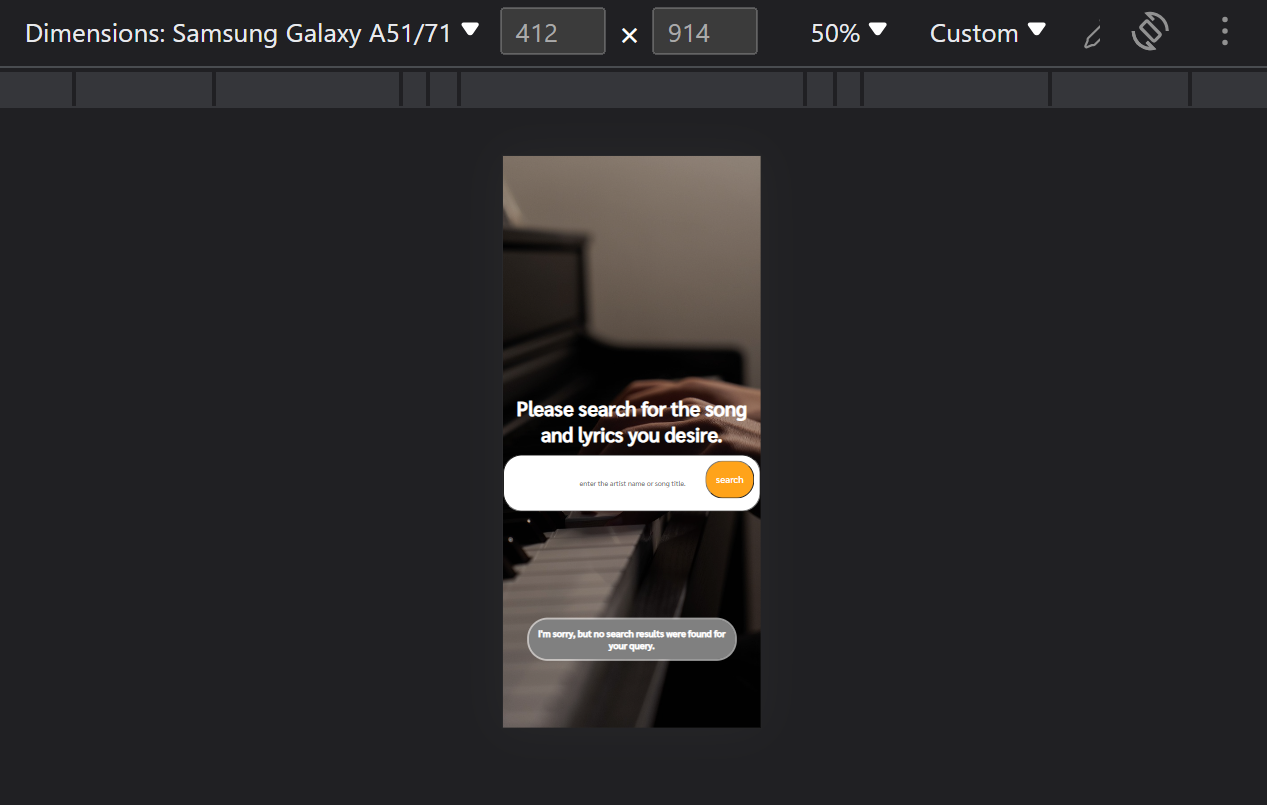 Dimensions: Samsung Galaxy A51/71 412 × 914 50% Custom
Please search for the song
and lyrics you desire.
enter the artist name or song title. search
I'm sorry, but no search results were found for
your query.